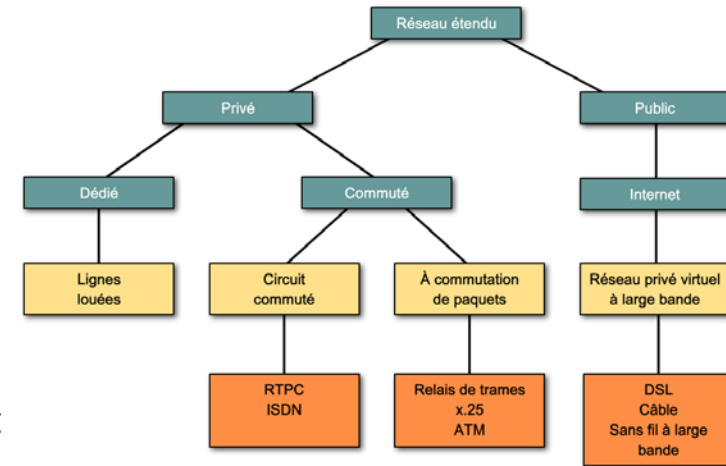 Réseau étendu
Privé
Public
Dédié
Commuté
Internet
Lignes
louées
Circuit
commuté
À commutation
de paquets
Réseau privé virtuel
à large bande
RTPC
ISDN
Relais de trames
x.25
ATM
DSL
Câble
Sans fil à large
bande